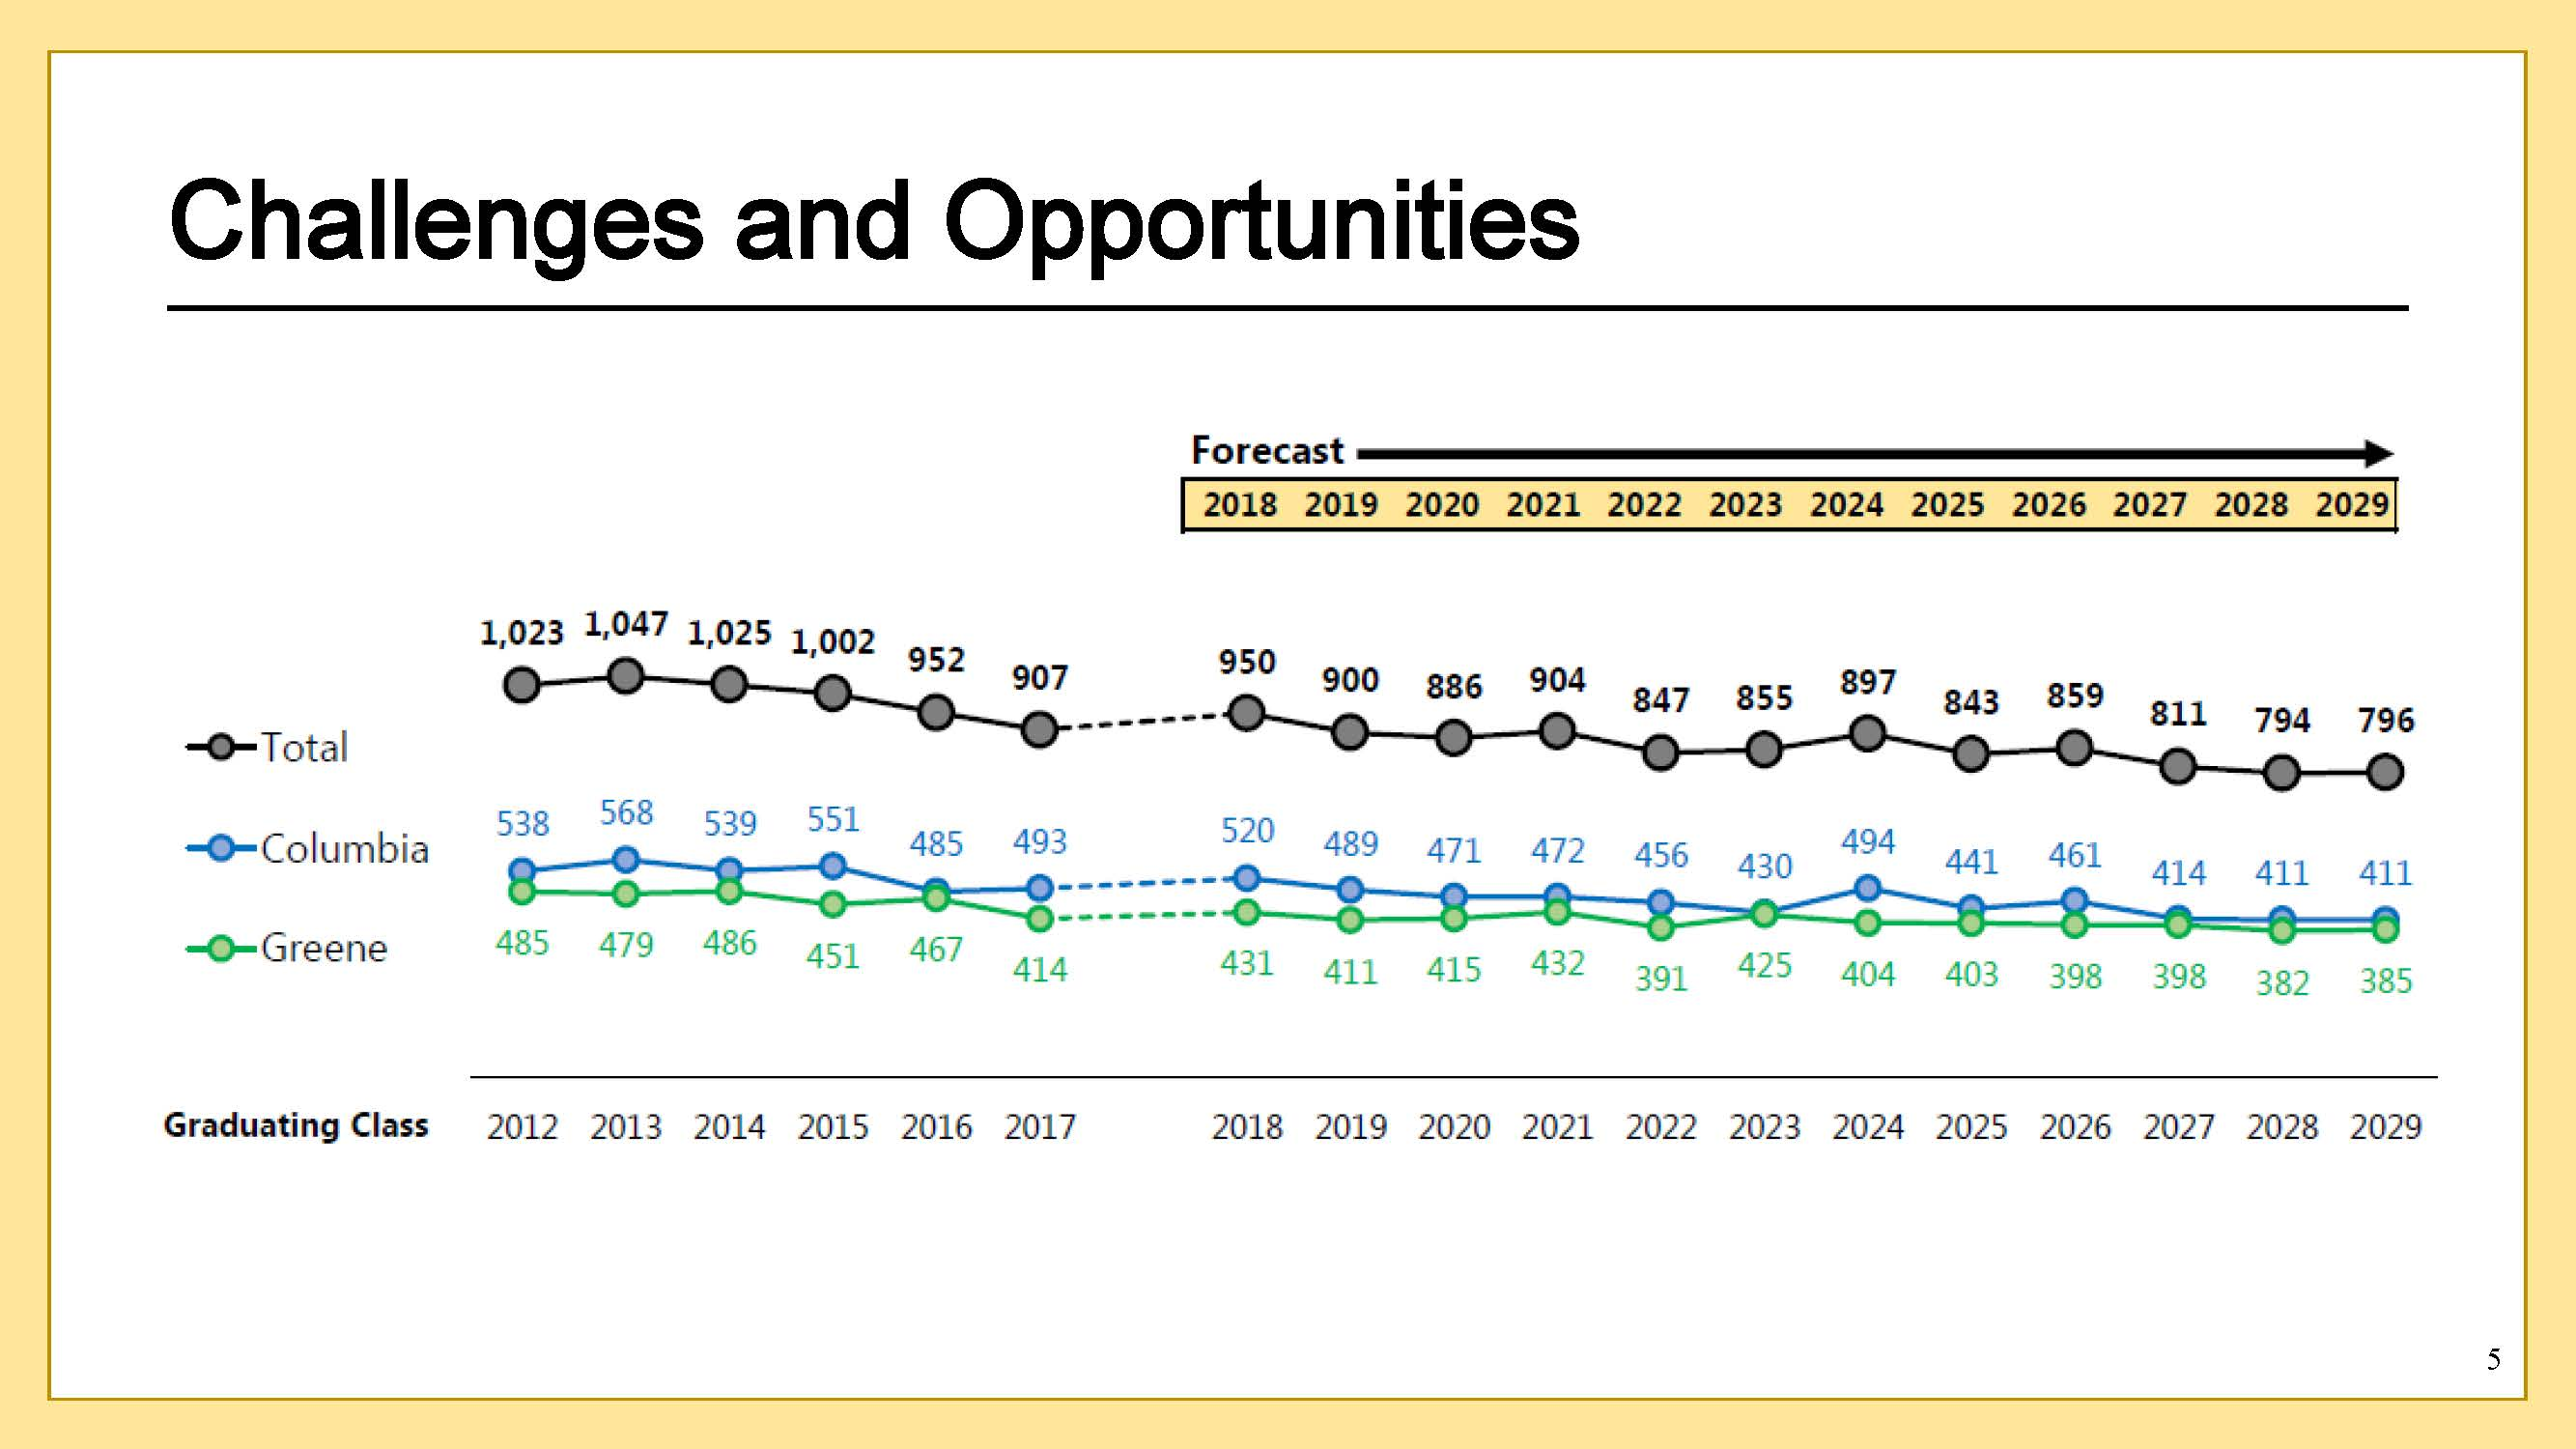 Challenges and Opportunities
Forecast
2018 2019 2020 2021 2022 2023 2024 2025 2026 2027 2028 2029
1,023 1,047 1,025 1,002 952 907 950 900 886 904 847 855 897 843 859 811 794 796
Total
538 568 539 551 485 493 520 489 471 472 456 430 494 441 461 414 411 411
Columbia
Greene
485 479 486 451 467 414 431 411 415 432 391 425 404 403 398 398 382 385
Graduating Class 2012 2013 2014 2015 2016 2017 2018 2019 2020 2021 2022 2023 2024 2025 2026 2027 2028 2029
5